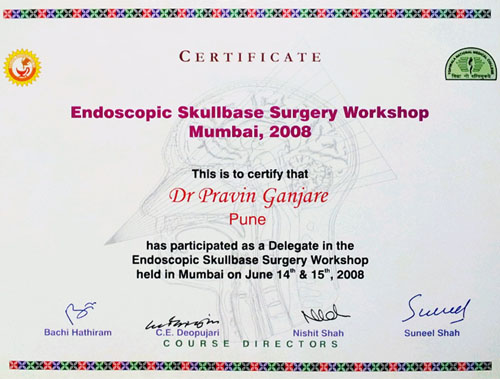 CERTIFICATE
Endoscopic Skullbase Surgery Workshop
Mumbai, 2008
This is to certify that
Dr Pravin Ganjare
Pune
has participated as a Delegate in the
Endoscopic Skullbase Surgery Workshop
held in Mumbai on June 14th & 15th, 2008
Suneel
Bachi Hathiram C.E. Deopujari Nishit Shah Suneel Shah
COURSE DIRECTORS